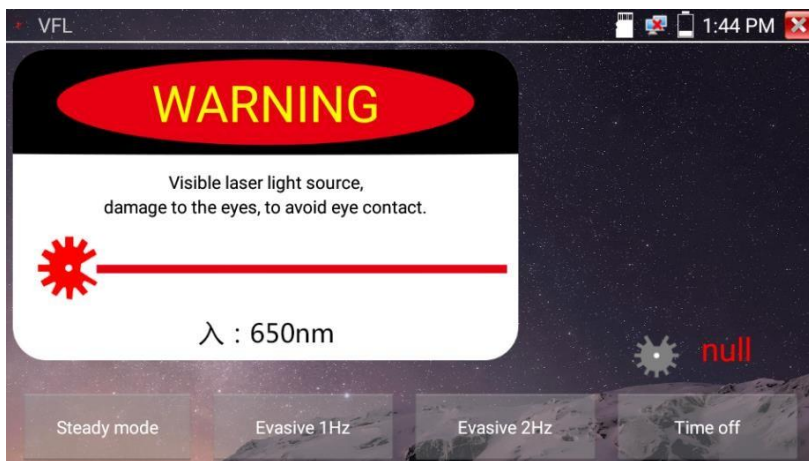 VFL
1:44 PM
WARNING
Visible laser light source,
damage to the eyes, to avoid eye contact.
入：650nm
null
Steady mode
Evasive 1Hz
Evasive 2Hz
Time off